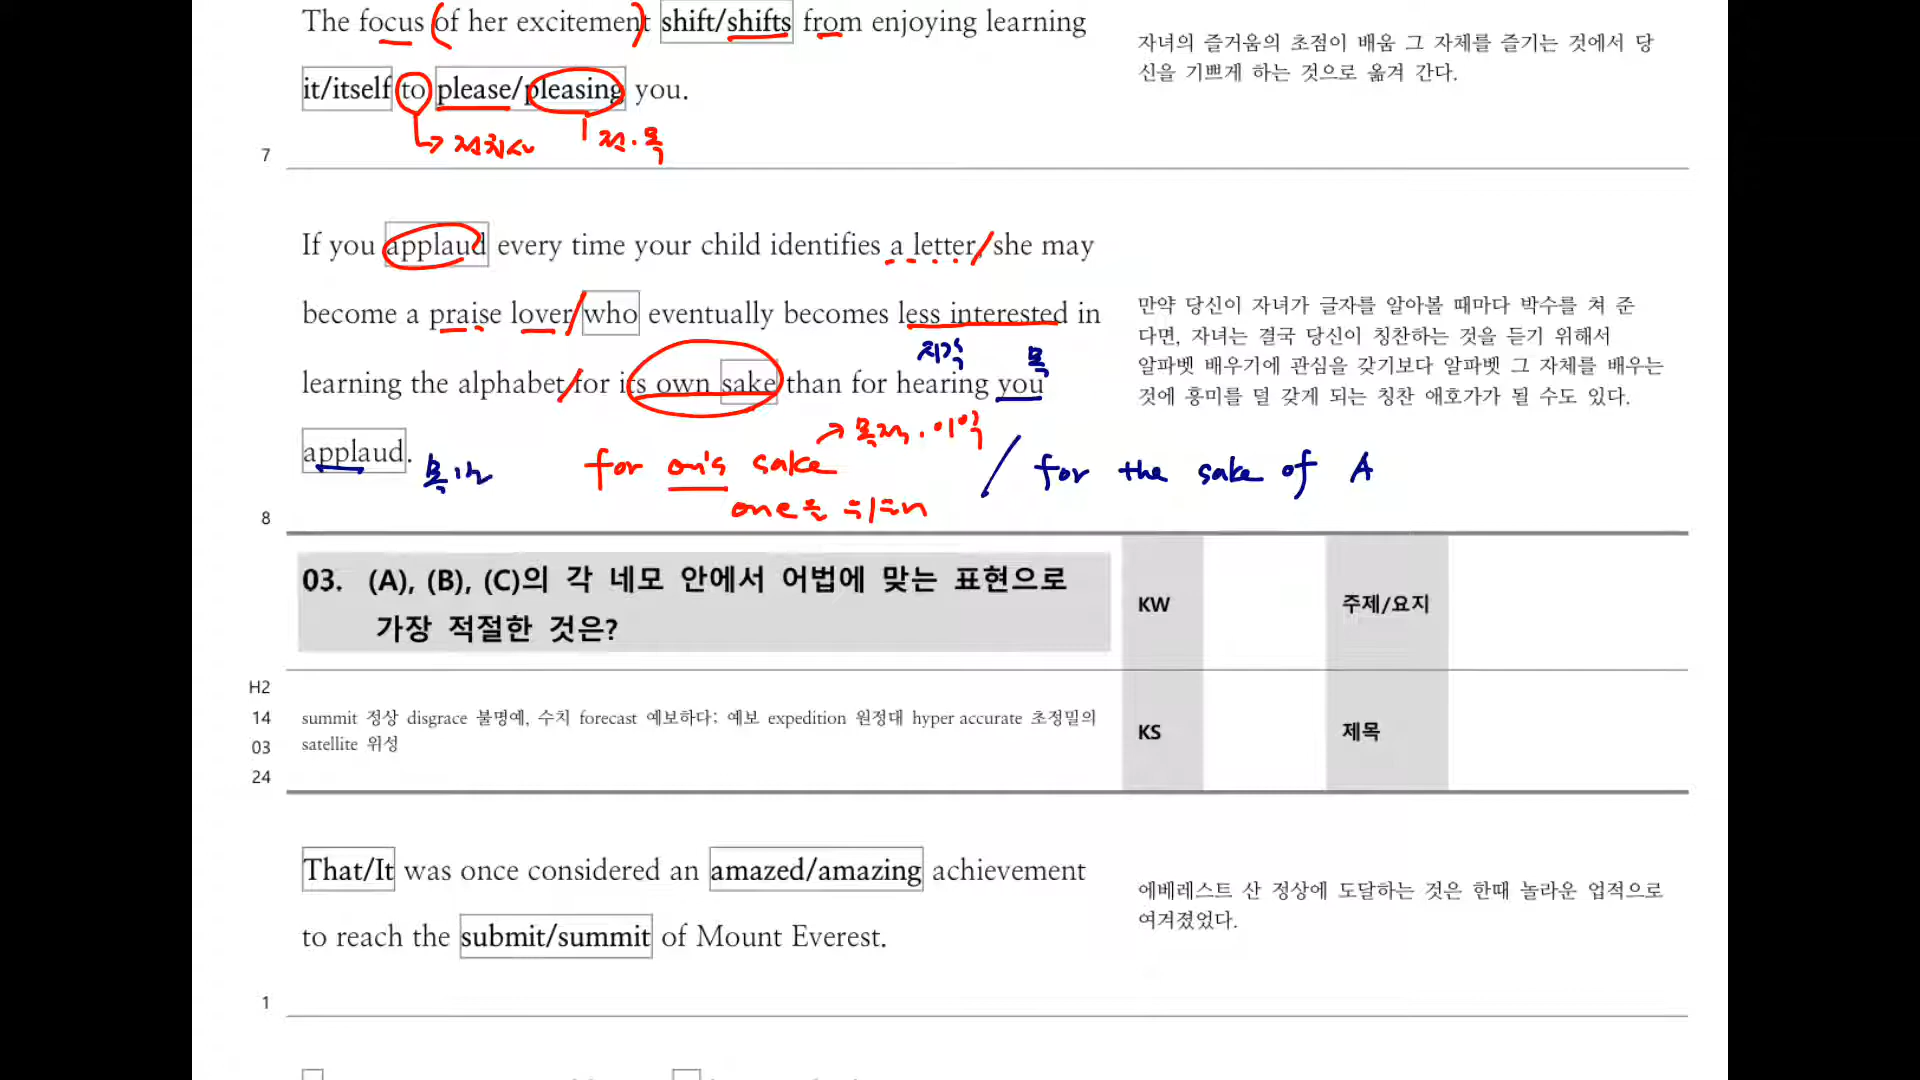 The focus of her excitement shift/shifts from enjoying learning
자녀의 즐거움의 초점이 배움 그 자체를 즐기는 것에서 당
신을 기쁘게 하는 것으로 옮겨 간다.
it/itself to please/pleasing you.
전치사
전.목
7
If you applaud every time your child identifies a letter, she may
become a praise lover who eventually becomes less interested in
만약 당신이 자녀가 글자를 알아볼 때마다 박수를 쳐 준
다면, 자녀는 결국 당신이 칭찬하는 것을 듣기 위해서
알파벳 배우기에 관심을 갖기보다 알파벳 그 자체를 배우는
것에 흥미를 덜 갖게 되는 칭찬 애호가가 될 수도 있다.
지각 목
learning the alphabet for its own sake than for hearing you
목적.이익
applaud.
for on's sake / for the sake of A
8
03. (A), (B), (C)의 각 네모 안에서 어법에 맞는 표현으로
가장 적절한 것은?
KW
주제/요지
H2
14
03
24
summit 정상 disgrace 불명예, 수치 forecast 예보하다; 예보 expedition 원정대 hyper accurate 초정밀의
satellite 위성
KS
제목
That/It was once considered an amazed/amazing achievement
to reach the submit/summit of Mount Everest.
에베레스트 산 정상에 도달하는 것은 한때 놀라운 업적으로
여겨졌었다.
1